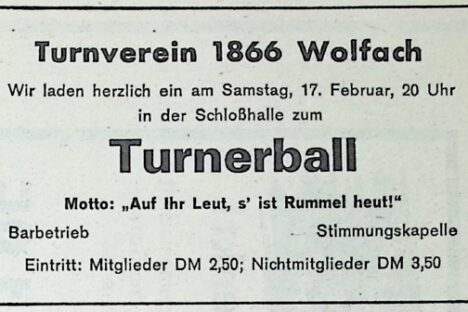 Turnverein 1866 Wolfach
Wir laden herzlich ein am Samstag, 17. Februar, 20 Uhr
in der Schloßhalle zum
Turnerball
Motto: „Auf Ihr Leut, s' ist Rummel heut!“
Barbetrieb Stimmungskapelle
Eintritt: Mitglieder DM 2,50; Nichtmitglieder DM 3,50